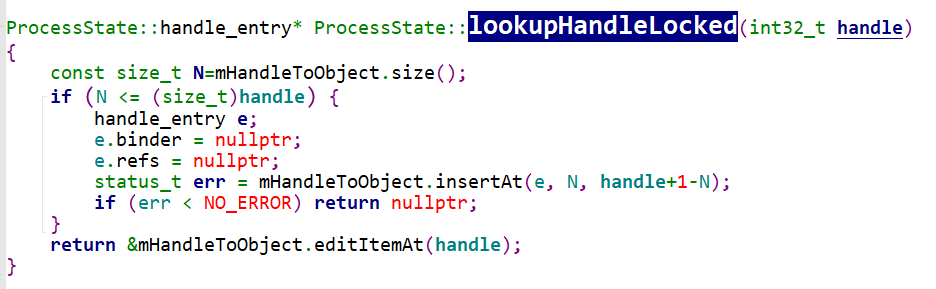 ProcessState::handle_entry* ProcessState::lookupHandleLocked(int32_t handle)
{
    const size_t N=mHandleToObject.size();
    if (N <= (size_t)handle) {
        handle_entry e;
        e.binder = nullptr;
        e.refs = nullptr;
        status_t err = mHandleToObject.insertAt(e, N, handle+1-N);
        if (err < NO_ERROR) return nullptr;
    }
    return &mHandleToObject.editItemAt(handle);
}